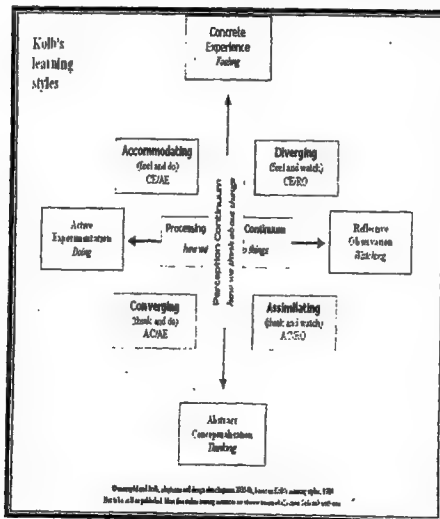 Kolb's
learning
styles
Concrete
Experience
Feeling
Accommodating
(feel and do)
CE/AE
Diverging
(feel and watch)
CE/RO
Perception Continuum
how we think about things
Processing Continuum
how we things
Active
Experimentation
Doing
Reflective
Observation
Watching
Converging
(think and do)
AC/AE
Assimilating
(think and watch)
AC/RO
Abstract
Conceptualisation
Thinking